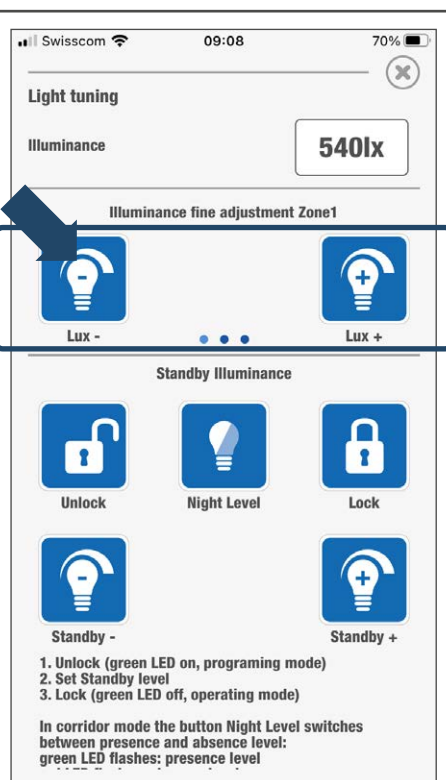 Swisscom 09:08 70%
Light tuning
Illuminance 540lx
Illuminance fine adjustment Zone1
Lux - Lux +
Standby Illuminance
Unlock Night Level Lock
Standby - Standby +
1. Unlock (green LED on, programing mode)
2. Set Standby level
3. Lock (green LED off, operating mode)
In corridor mode the button Night Level switches
between presence and absence level:
green LED flashes: presence level